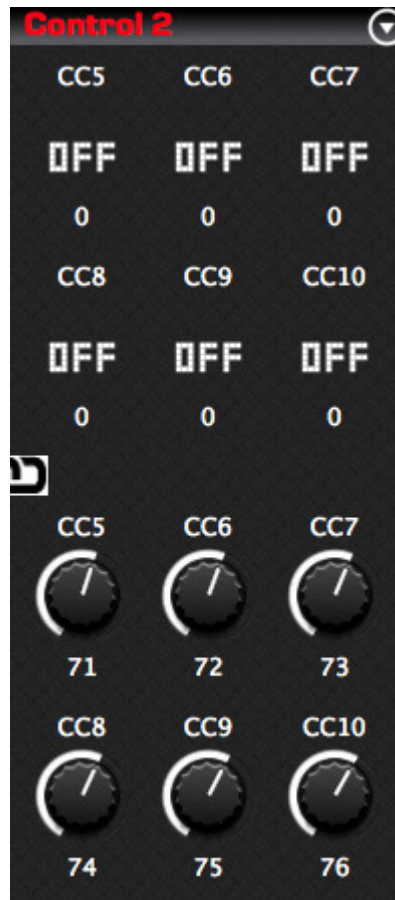 Control 2
CC5 CC6 CC7
OFF OFF OFF
0 0 0
CC8 CC9 CC10
OFF OFF OFF
0 0 0
CC5 CC6 CC7
71 72 73
CC8 CC9 CC10
74 75 76